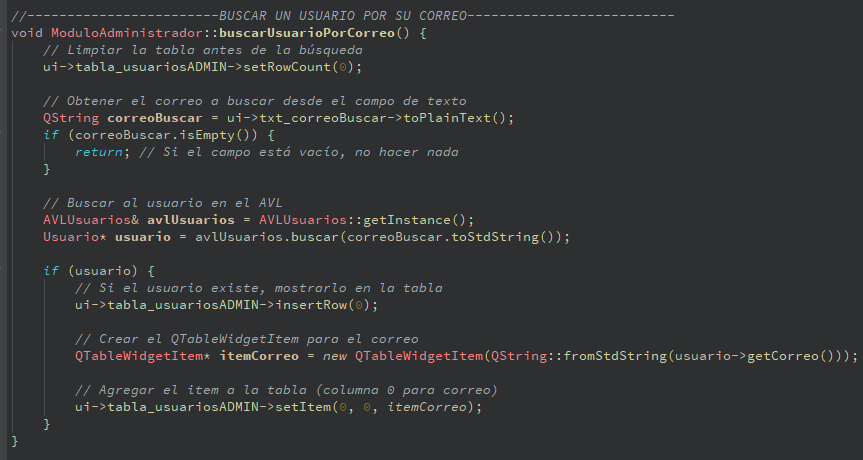 //------------------------BUSCAR UN USUARIO POR SU CORREO--------------------------
void ModuloAdministrador::buscarUsuarioPorCorreo() {
    // Limpiar la tabla antes de la búsqueda
    ui->tabla_usuariosADMIN->setRowCount(0);

    // Obtener el correo a buscar desde el campo de texto
    QString correoBuscar = ui->txt_correoBuscar->toPlainText();
    if (correoBuscar.isEmpty()) {
        return; // Si el campo está vacío, no hacer nada
    }

    // Buscar al usuario en el AVL
    AVLUsuarios& avlUsuarios = AVLUsuarios::getInstance();
    Usuario* usuario = avlUsuarios.buscar(correoBuscar.toStdString());

    if (usuario) {
        // Si el usuario existe, mostrarlo en la tabla
        ui->tabla_usuariosADMIN->insertRow(0);

        // Crear el QTableWidgetItem para el correo
        QTableWidgetItem* itemCorreo = new QTableWidgetItem(QString::fromStdString(usuario->getCorreo()));

        // Agregar el item a la tabla (columna 0 para correo)
        ui->tabla_usuariosADMIN->setItem(0, 0, itemCorreo);
    }
}